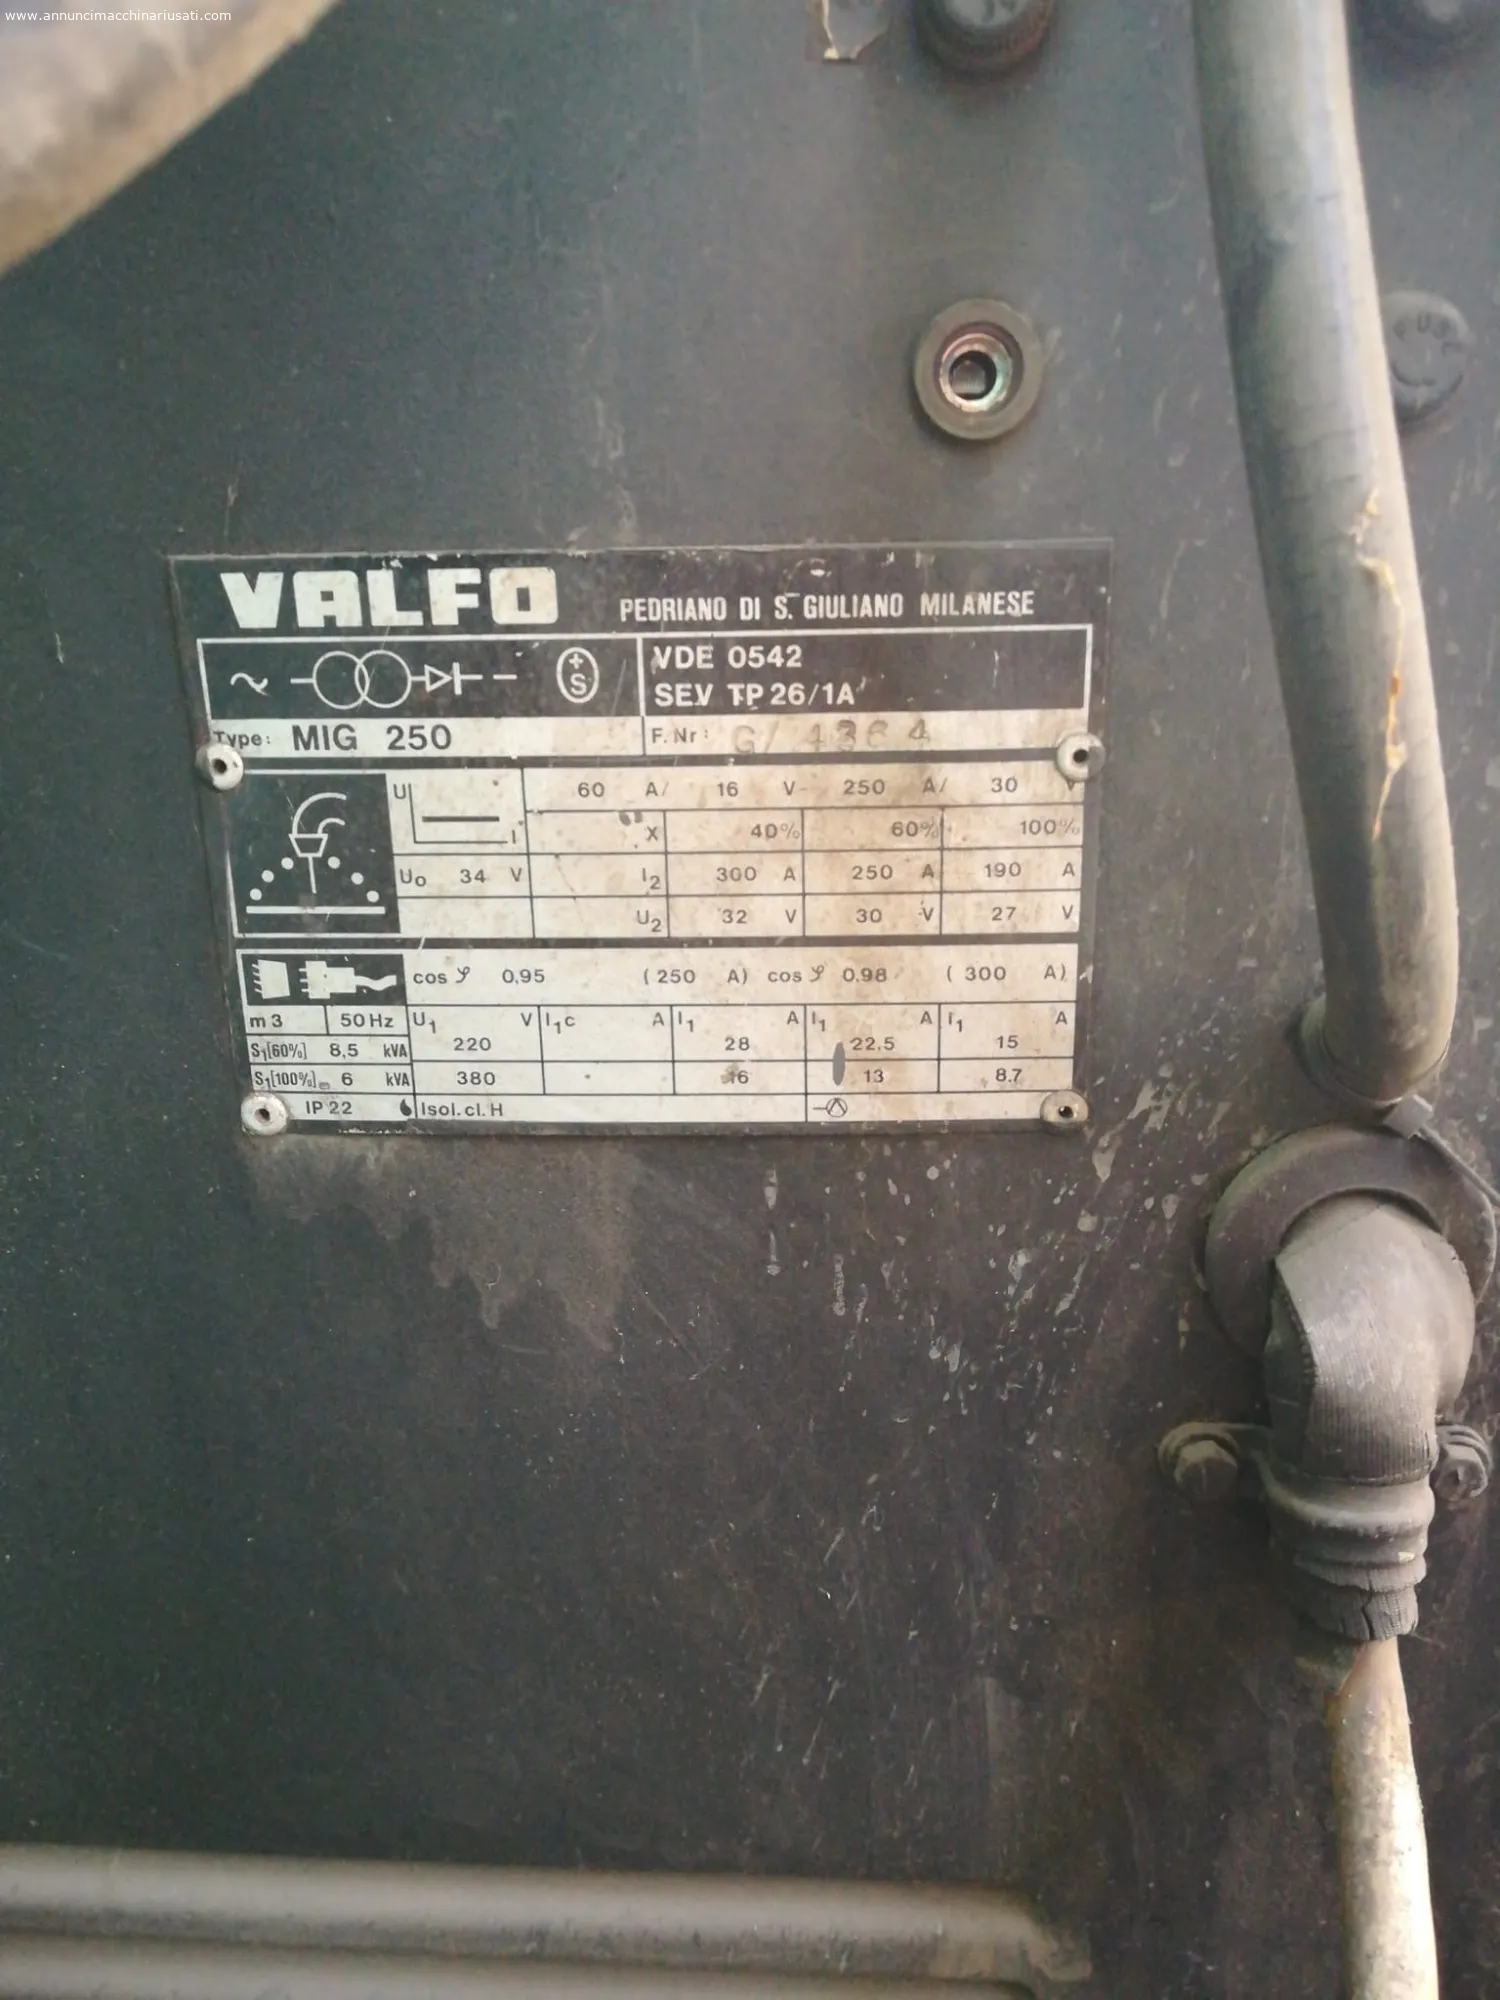 www.annuncimacchinariusati.com
VALFO
PEDRIANO DI S. GIULIANO MILANESE
+ S
VDE 0542
SEV TP 26/1A
Type: MIG 250
F. Nr: G/ 4364
U I
60 A/ 16 V - 250 A/ 30 V
X 40% 60% 100%
U₀ 34 V I₂ 300 A 250 A 190 A
U₂ 32 V 30 V 27 V
cos φ 0,95 (250 A) cos φ 0.98 (300 A)
m 3 50 Hz U₁ V I₁c A I₁ A I₁ A I₁ A
S₁[60%] 8,5 kVA 220 28 22.5 15
S₁[100%] 6 kVA 380 16 13 8.7
IP 22 Isol. cl. H